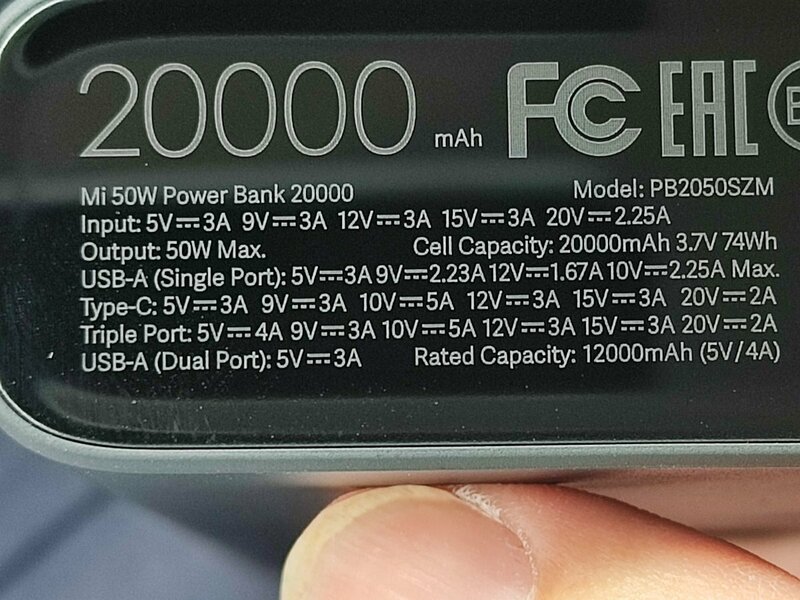 20000 mAh FC EAC
Mi 50W Power Bank 20000 Model: PB2050SZM
Input: 5V⎓3A 9V⎓3A 12V⎓3A 15V⎓3A 20V⎓2.25A
Output: 50W Max. Cell Capacity: 20000mAh 3.7V 74Wh
USB-A (Single Port): 5V⎓3A 9V⎓2.23A 12V⎓1.67A 10V⎓2.25A Max.
Type-C: 5V⎓3A 9V⎓3A 10V⎓5A 12V⎓3A 15V⎓3A 20V⎓2A
Triple Port: 5V⎓4A 9V⎓3A 10V⎓5A 12V⎓3A 15V⎓3A 20V⎓2A
USB-A (Dual Port): 5V⎓3A Rated Capacity: 12000mAh (5V/4A)